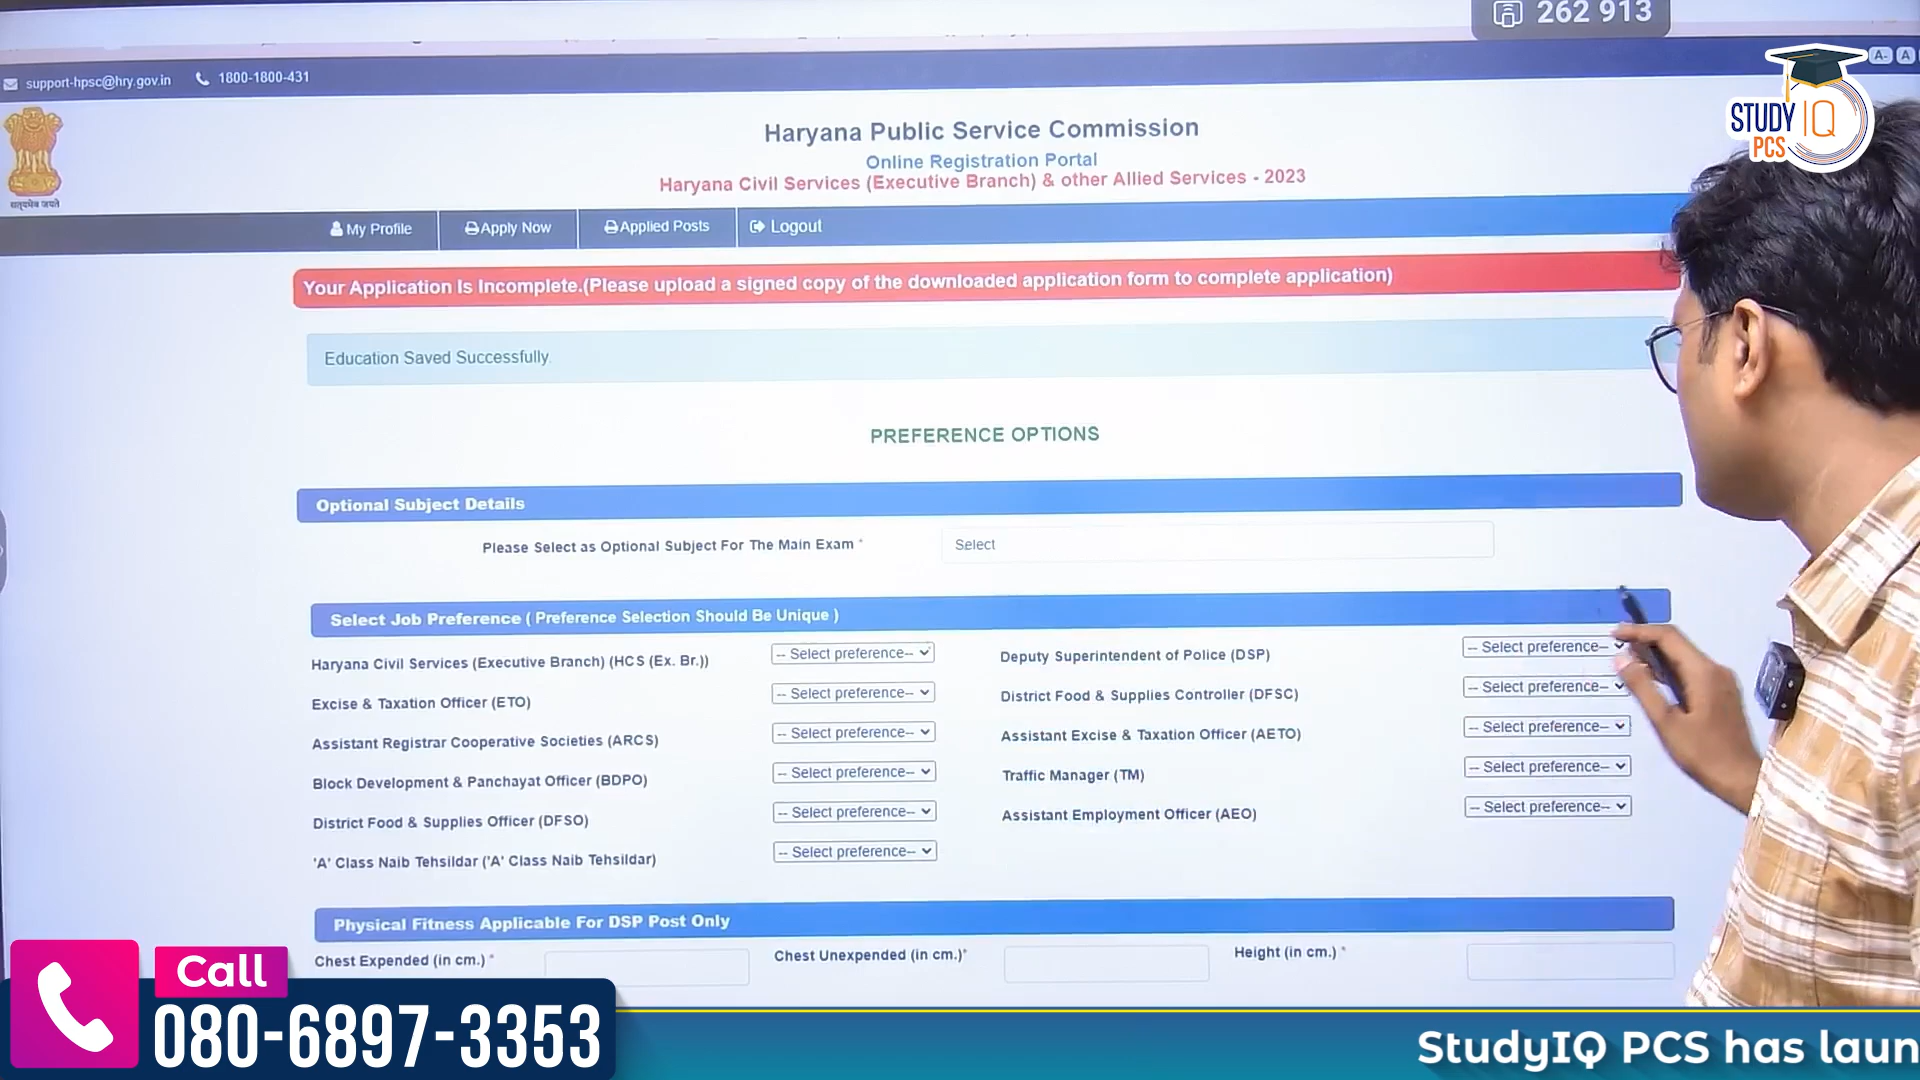 262 913
support-hpsc@hry.gov.in 1800-1800-431
A- A
STUDY IQ
PCS
सत्यमेव जयते
Haryana Public Service Commission
Online Registration Portal
Haryana Civil Services (Executive Branch) & other Allied Services - 2023
My Profile Apply Now Applied Posts Logout
Your Application Is Incomplete.(Please upload a signed copy of the downloaded application form to complete application)
Education Saved Successfully.
PREFERENCE OPTIONS
Optional Subject Details
Please Select as Optional Subject For The Main Exam * Select
Select Job Preference ( Preference Selection Should Be Unique )
Haryana Civil Services (Executive Branch) (HCS (Ex. Br.)) -- Select preference-- Deputy Superintendent of Police (DSP) -- Select preference--
Excise & Taxation Officer (ETO) -- Select preference-- District Food & Supplies Controller (DFSC) -- Select preference--
Assistant Registrar Cooperative Societies (ARCS) -- Select preference-- Assistant Excise & Taxation Officer (AETO) -- Select preference--
Block Development & Panchayat Officer (BDPO) -- Select preference-- Traffic Manager (TM) -- Select preference--
District Food & Supplies Officer (DFSO) -- Select preference-- Assistant Employment Officer (AEO) -- Select preference--
'A' Class Naib Tehsildar ('A' Class Naib Tehsildar) -- Select preference--
Physical Fitness Applicable For DSP Post Only
Chest Expended (in cm.) * Chest Unexpended (in cm.)* Height (in cm.) *
Call
080-6897-3353
StudyIQ PCS has laun